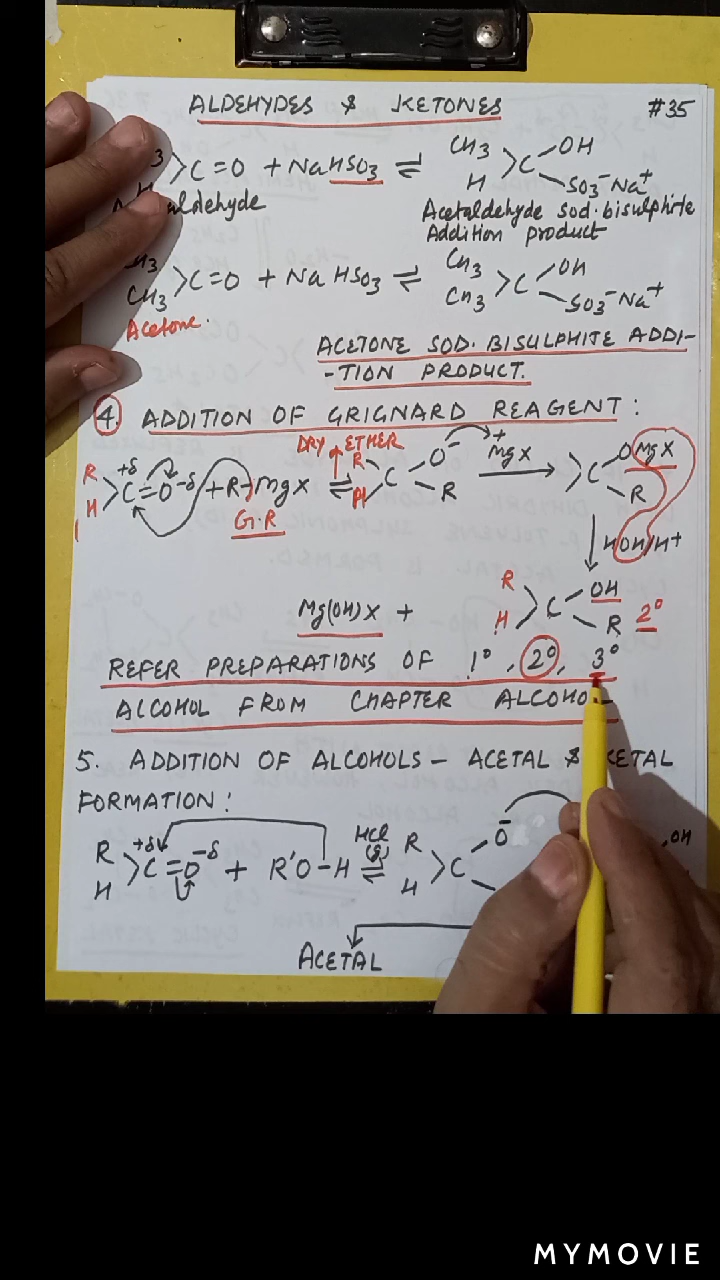 ALDEHYDES & KETONES #35
3 >C=O + NaHSO3 ⇌ CH3 H >C OH SO3⁻Na⁺
aldehyde Acetaldehyde sod. bisulphite
Addition product
CH3 CH3 >C=O + NaHSO3 ⇌ CH3 CH3 >C OH SO3⁻Na⁺
Acetone.
ACETONE SOD. BISULPHITE ADDI-
-TION PRODUCT.
4. ADDITION OF GRIGNARD REAGENT:
DRY ETHER
R H >C=O +δ -δ + R-MgX ⇌ R H C O⁻ R +MgX → >C OMgX R
G.R
HOH/H+
Mg(OH)X + R H >C OH R 2°
REFER PREPARATIONS OF 1°, 2°, 3°
ALCOHOL FROM CHAPTER ALCOHO
5. ADDITION OF ALCOHOLS - ACETAL & KETAL
FORMATION:
R H >C=O +δ -δ + R'O-H HCl (g) ⇌ R H >C O⁻ OH
ACETAL
MYMOVIE